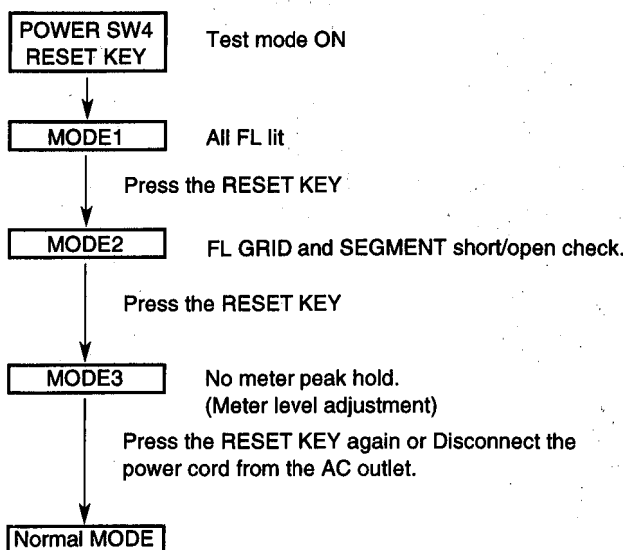 POWER SW4
RESET KEY
Test mode ON
MODE1
All FL lit
Press the RESET KEY
MODE2
FL GRID and SEGMENT short/open check.
Press the RESET KEY
MODE3
No meter peak hold.
(Meter level adjustment)
Press the RESET KEY again or Disconnect the
power cord from the AC outlet.
Normal MODE